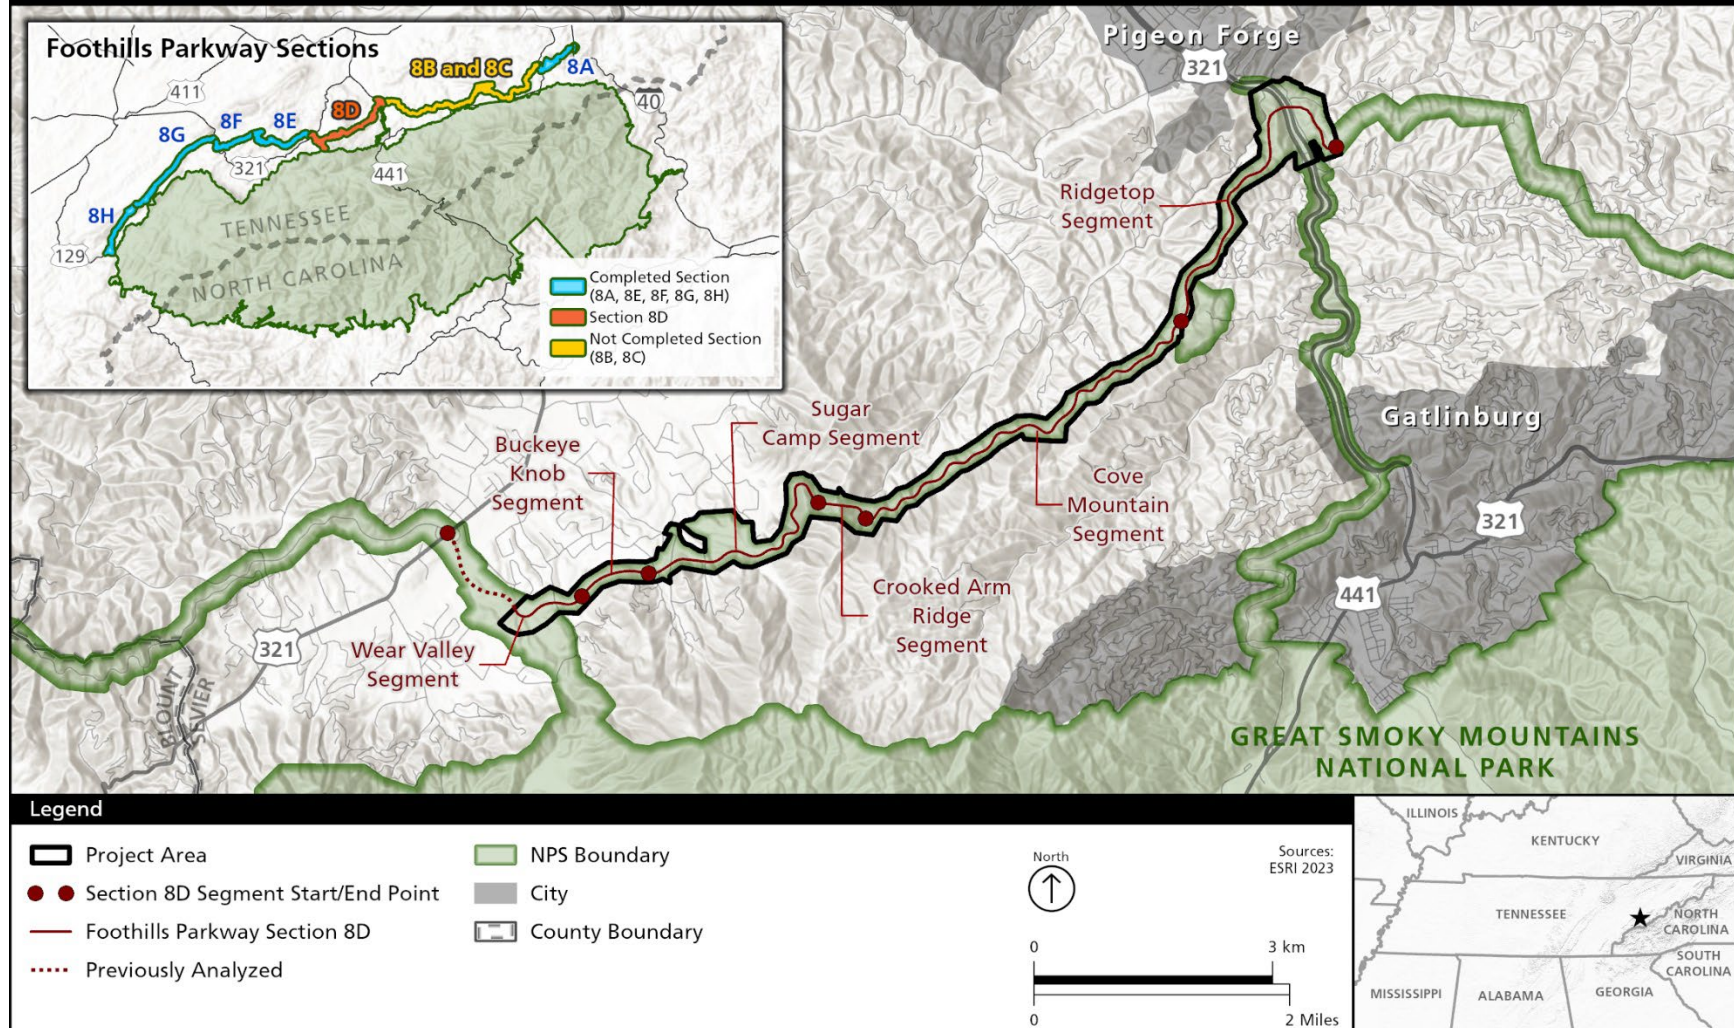 Foothills Parkway Sections
8B and 8C
8A
411
40
8D
8G
8F
8E
321
441
8H
TENNESSEE
NORTH CAROLINA
129
Completed Section
(8A, 8E, 8F, 8G, 8H)
Section 8D
Not Completed Section
(8B, 8C)
Pigeon Forge
321
Ridgetop
Segment
Gatlinburg
Sugar
Camp Segment
Buckeye
Knob
Segment
Cove
Mountain
Segment
321
Crooked Arm
Ridge
Segment
441
321
Wear Valley
Segment
BLOUNT
SEVIER
GREAT SMOKY MOUNTAINS
NATIONAL PARK
Legend
Project Area
Section 8D Segment Start/End Point
Foothills Parkway Section 8D
Previously Analyzed
NPS Boundary
City
County Boundary
North
Sources:
ESRI 2023
0
3 km
0
2 Miles
ILLINOIS
KENTUCKY
VIRGINIA
TENNESSEE
NORTH
CAROLINA
SOUTH
CAROLINA
MISSISSIPPI
ALABAMA
GEORGIA